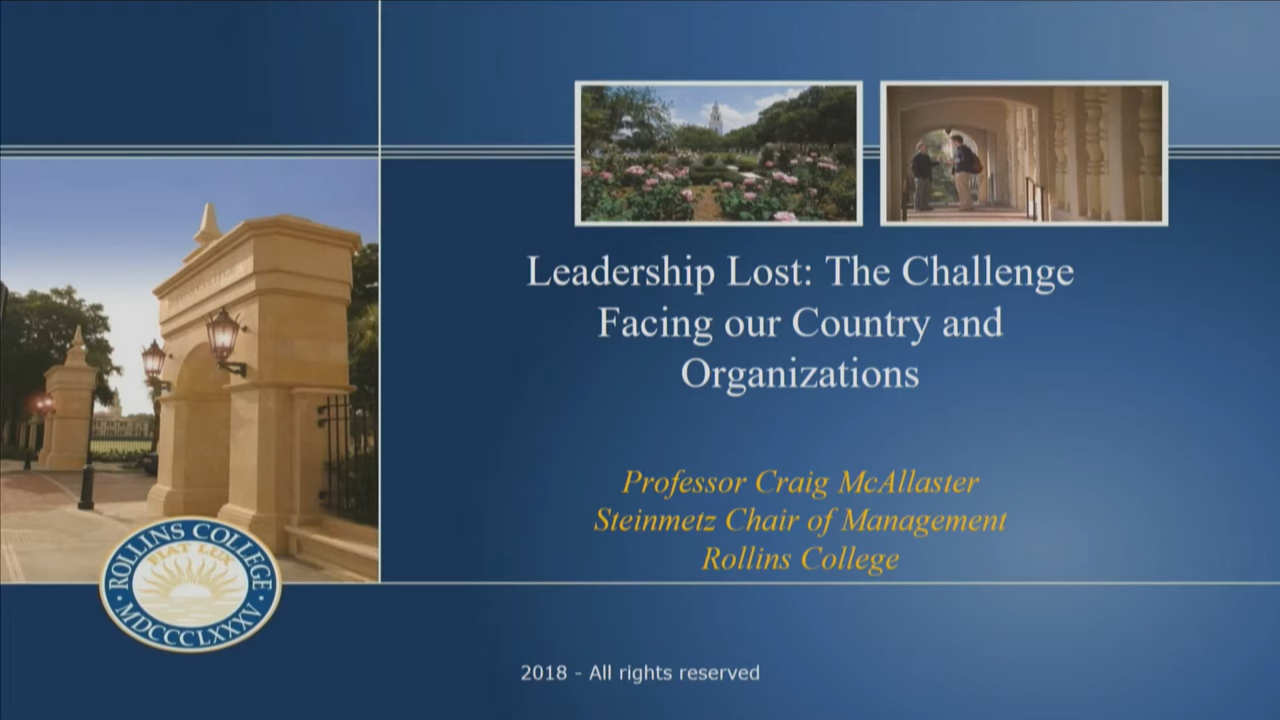 Leadership Lost: The Challenge
Facing our Country and
Organizations
Professor Craig McAllaster
Steinmetz Chair of Management
Rollins College
ROLLINS COLLEGE
FIAT LUX
MDCCCLXXXV
2018 - All rights reserved